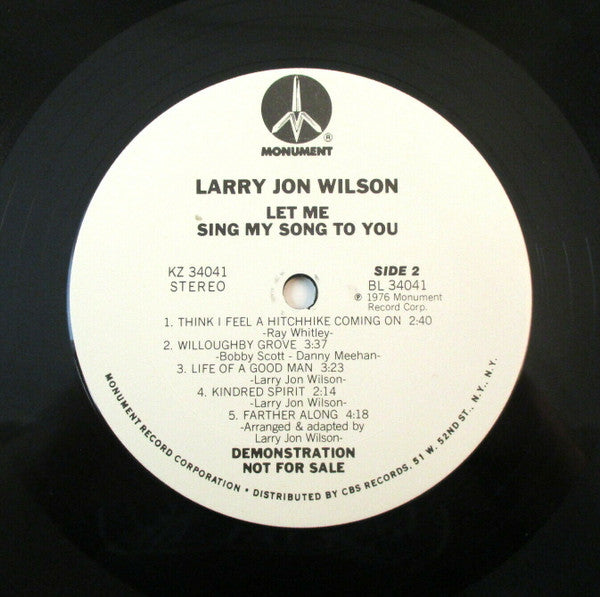 ®
MONUMENT
LARRY JON WILSON
LET ME
SING MY SONG TO YOU
KZ 34041
STEREO
SIDE 2
BL 34041
℗ 1976 Monument
Record Corp.
1. THINK I FEEL A HITCHHIKE COMING ON 2:40
-Ray Whitley-
2. WILLOUGHBY GROVE 3:37
-Bobby Scott - Danny Meehan-
3. LIFE OF A GOOD MAN 3:23
-Larry Jon Wilson-
4. KINDRED SPIRIT 2:14
-Larry Jon Wilson-
5. FARTHER ALONG 4:18
-Arranged & adapted by
Larry Jon Wilson-
DEMONSTRATION
NOT FOR SALE
MONUMENT RECORD CORPORATION • DISTRIBUTED BY CBS RECORDS, 51 W. 52ND ST., N.Y., N.Y.